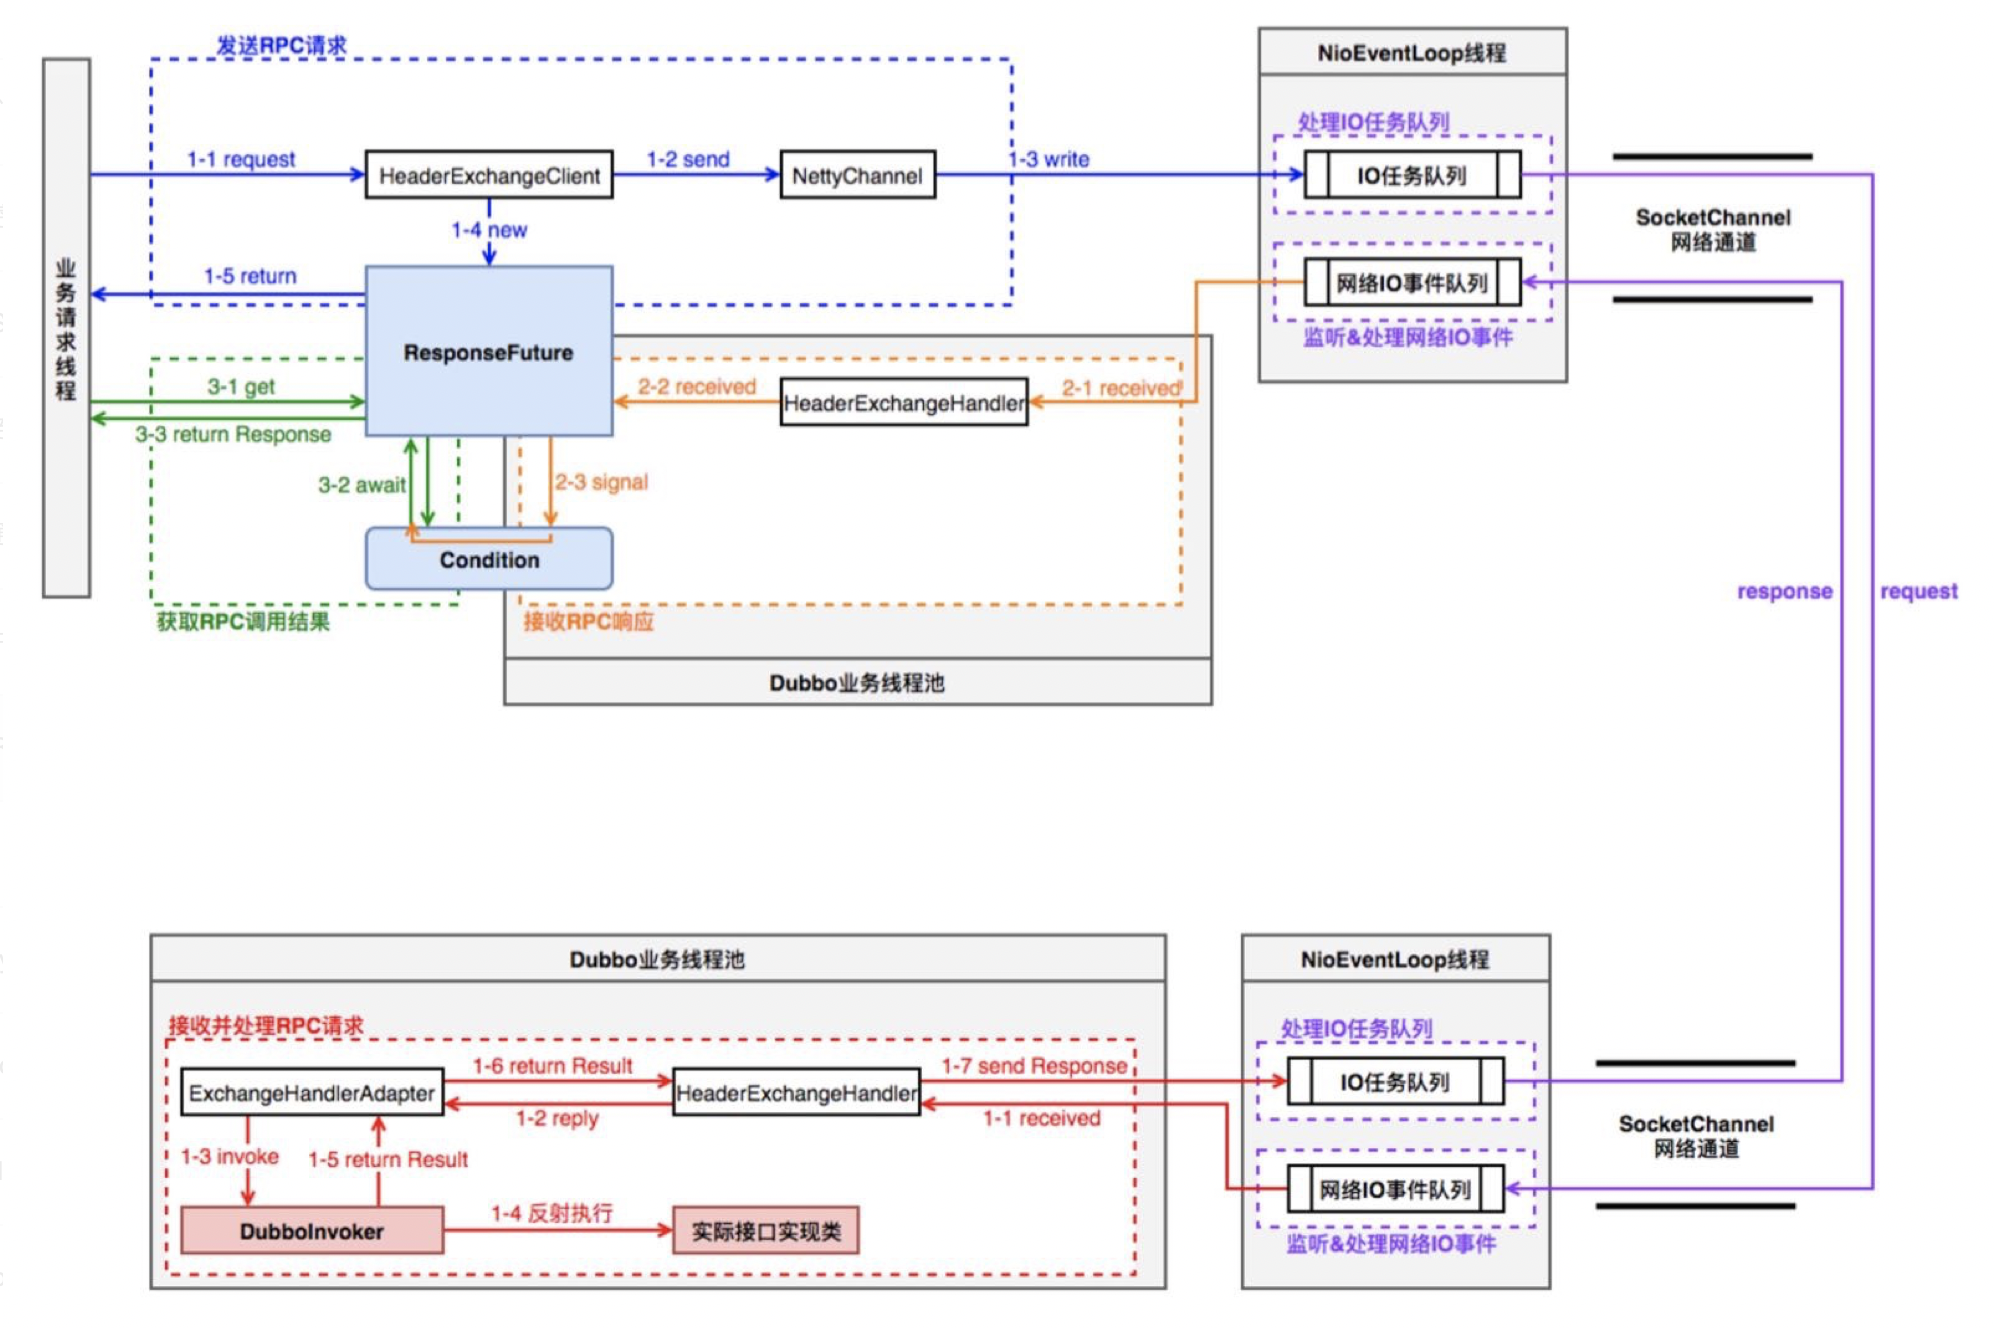 发送RPC请求
NioEventLoop线程
处理IO任务队列
1-1 request
HeaderExchangeClient
1-2 send
NettyChannel
1-3 write
IO任务队列
1-4 new
SocketChannel
网络通道
业务请求线程
1-5 return
网络IO事件队列
监听&处理网络IO事件
ResponseFuture
3-1 get
2-2 received
HeaderExchangeHandler
2-1 received
3-3 return Response
3-2 await
2-3 signal
Condition
response
request
获取RPC调用结果
接收RPC响应
Dubbo业务线程池
Dubbo业务线程池
NioEventLoop线程
接收并处理RPC请求
处理IO任务队列
1-6 return Result
1-7 send Response
ExchangeHandlerAdapter
HeaderExchangeHandler
IO任务队列
1-2 reply
1-1 received
SocketChannel
网络通道
1-3 invoke
1-5 return Result
网络IO事件队列
1-4 反射执行
DubboInvoker
实际接口实现类
监听&处理网络IO事件